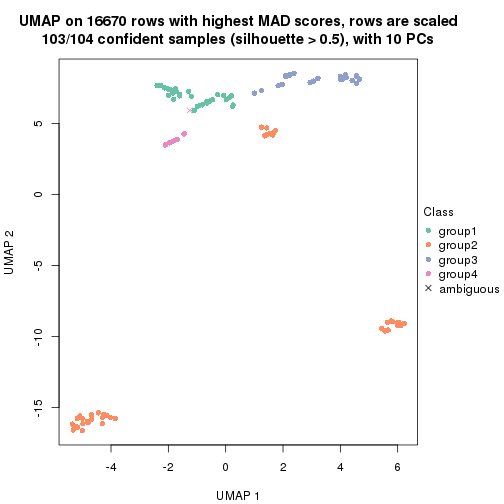 UMAP on 16670 rows with highest MAD scores, rows are scaled
103/104 confident samples (silhouette > 0.5), with 10 PCs
5
0
-5
-10
-15
UMAP 2
-4
-2
0
2
4
6
UMAP 1
Class
group1
group2
group3
group4
ambiguous